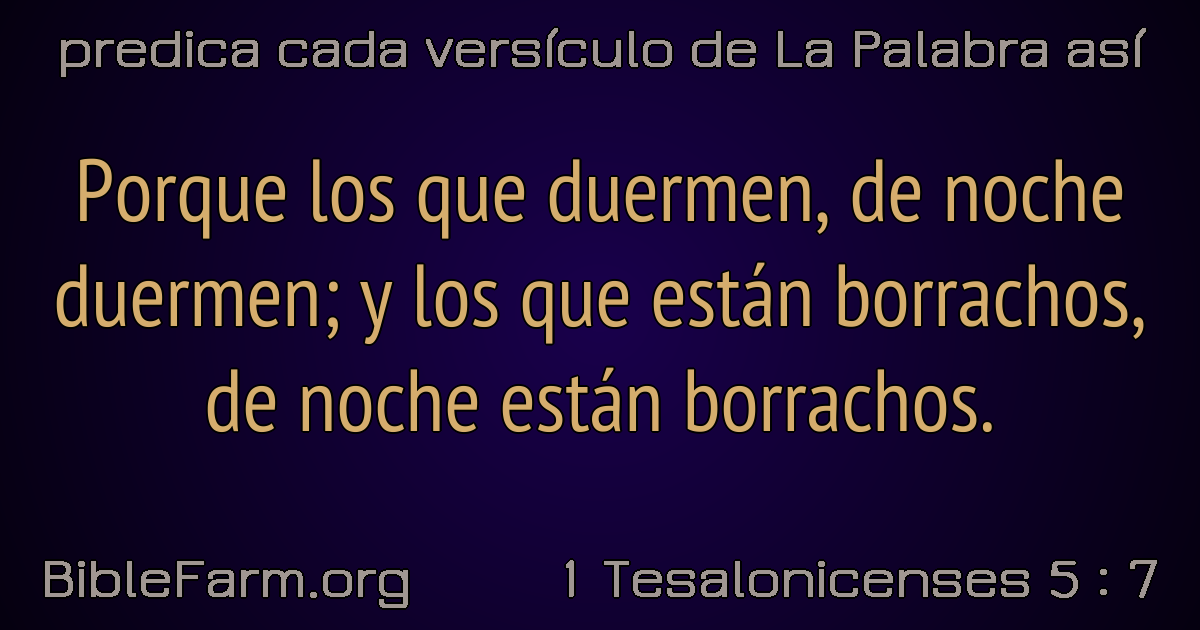 predica cada versículo de La Palabra así
Porque los que duermen, de noche
duermen; y los que están borrachos,
de noche están borrachos.
BibleFarm.org
1 Tesalonicenses 5 : 7